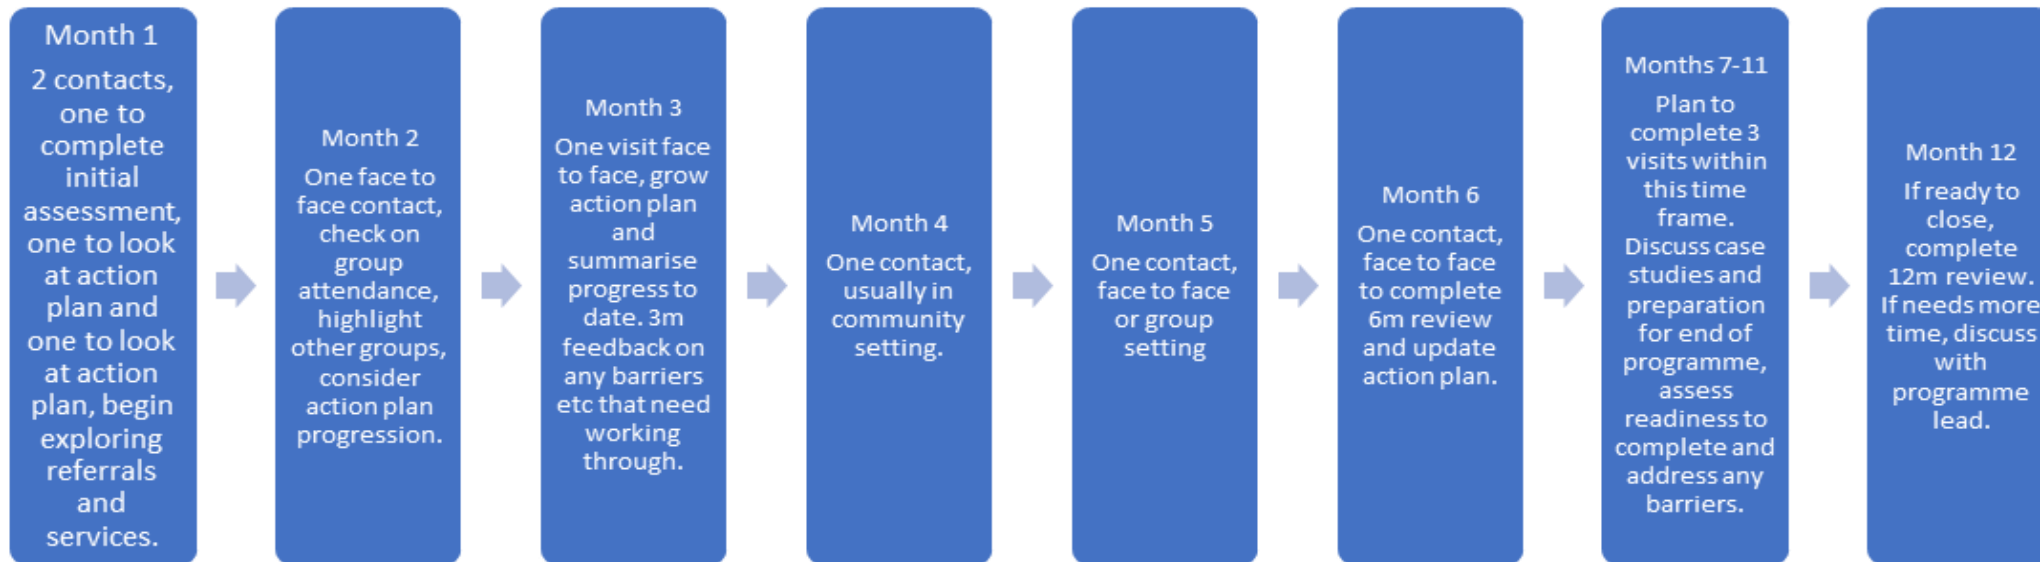 Month 1
2 contacts,
one to
complete
initial
assessment,
one to look
at action
plan and
one to look
at action
plan, begin
exploring
referrals
and
services.
Month 2
One face to
face contact,
check on
group
attendance,
highlight
other groups,
consider
action plan
progression.
Month 3
One visit face
to face, grow
action plan
and
summarise
progress to
date. 3m
feedback on
any barriers
etc that need
working
through.
Month 4
One contact,
usually in
community
setting.
Month 5
One contact,
face to face
or group
setting
Month 6
One contact,
face to face
to complete
6m review
and update
action plan.
Months 7-11
Plan to
complete 3
visits within
this time
frame.
Discuss case
studies and
preparation
for end of
programme,
assess
readiness to
complete and
address any
barriers.
Month 12
If ready to
close,
complete
12m review.
If needs more
time, discuss
with
programme
lead.